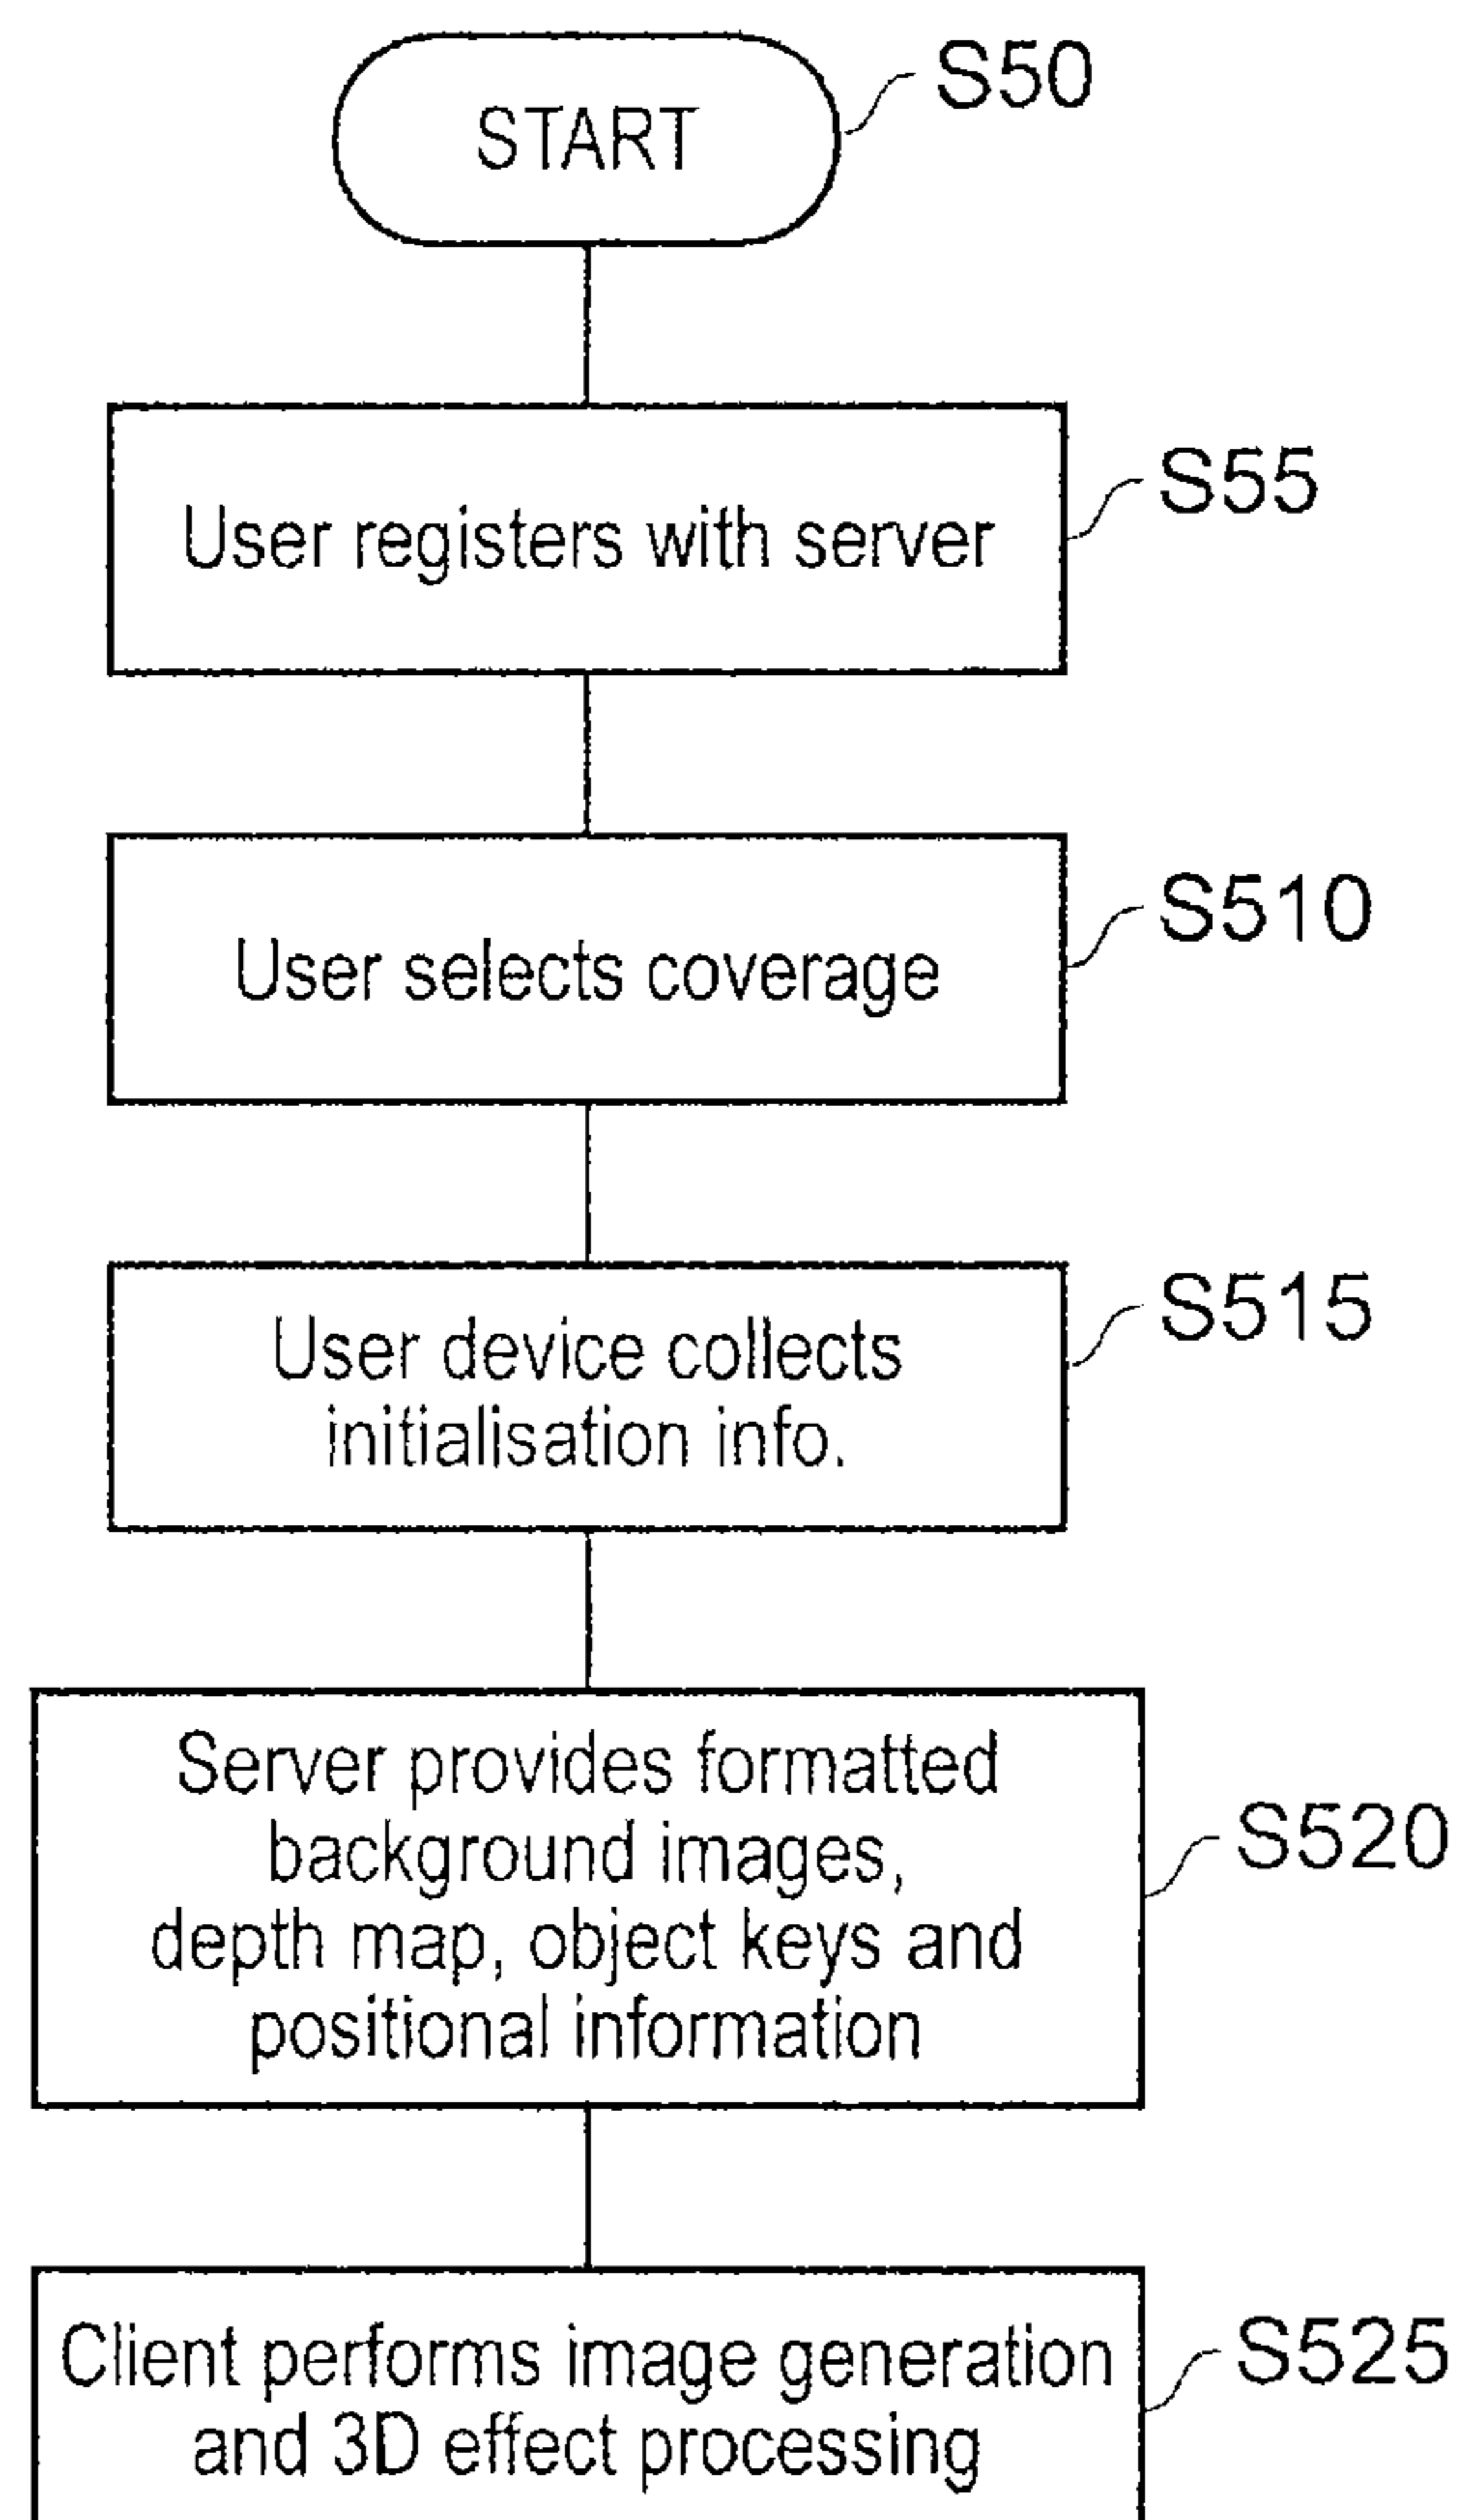 START
S50
User registers with server
S55
User selects coverage
S510
User device collects
initialisation info.
S515
Server provides formatted
background images,
depth map, object keys and
positional information
S520
Client performs image generation
and 3D effect processing
S525